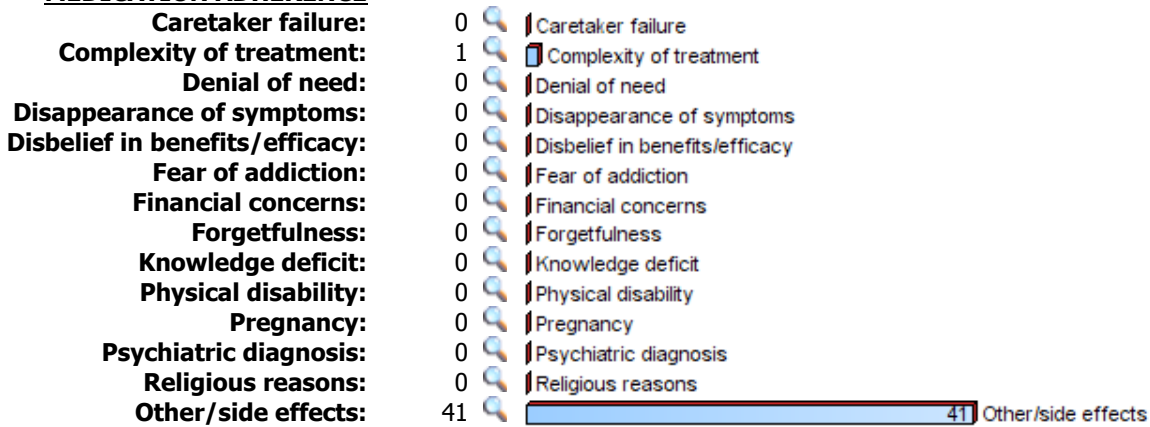 MEDICATION ADHERENCE
Caretaker failure: 0 Caretaker failure
Complexity of treatment: 1 Complexity of treatment
Denial of need: 0 Denial of need
Disappearance of symptoms: 0 Disappearance of symptoms
Disbelief in benefits/efficacy: 0 Disbelief in benefits/efficacy
Fear of addiction: 0 Fear of addiction
Financial concerns: 0 Financial concerns
Forgetfulness: 0 Forgetfulness
Knowledge deficit: 0 Knowledge deficit
Physical disability: 0 Physical disability
Pregnancy: 0 Pregnancy
Psychiatric diagnosis: 0 Psychiatric diagnosis
Religious reasons: 0 Religious reasons
Other/side effects: 41 41 Other/side effects